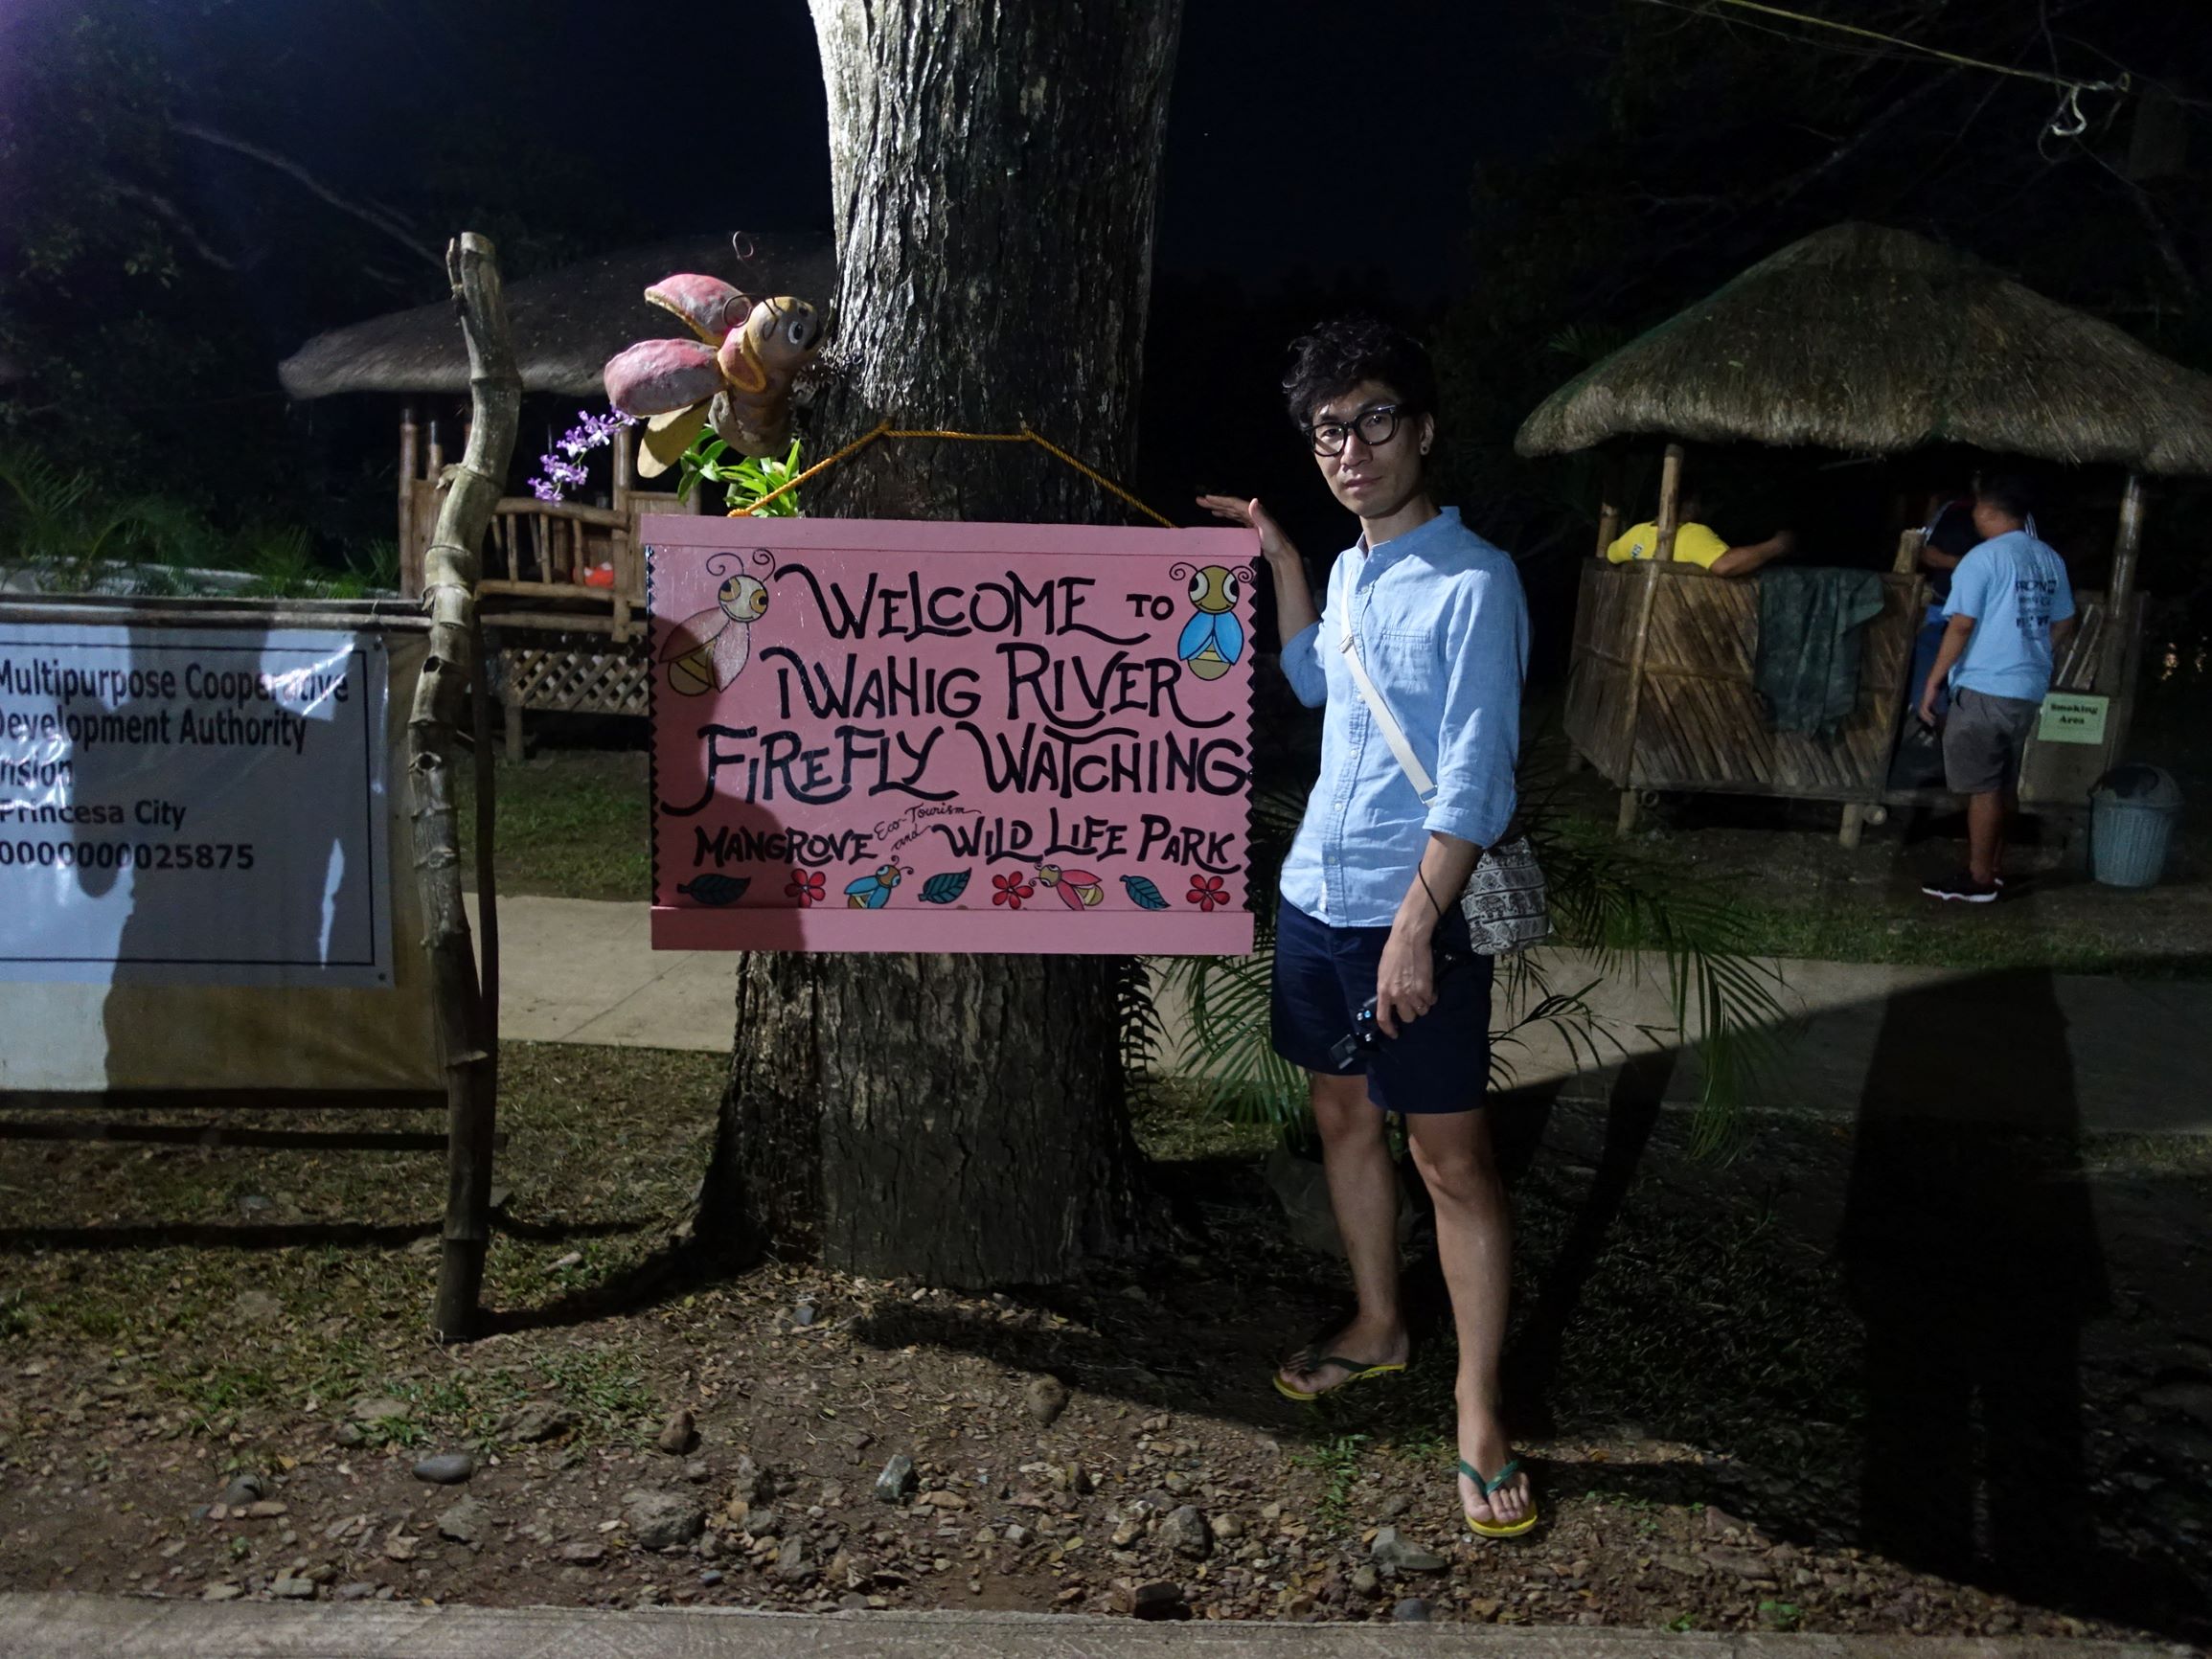 Multipurpose Cooperative
Development Authority
Princesa City
0000000025875
WELCOME TO
IWAHIG RIVER
FIREFLY WATCHING
MANGROVE Eco-Tourism and WILD LIFE PARK
Smoking
Area